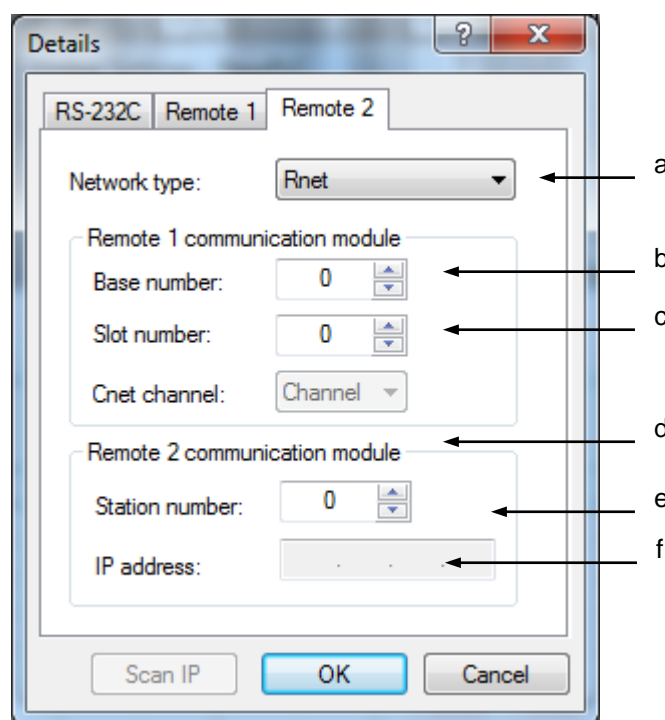 Details
?
RS-232C Remote 1 Remote 2
Network type: Rnet
a
Remote 1 communication module
b
Base number: 0
c
Slot number: 0
Cnet channel: Channel
d
Remote 2 communication module
e
Station number: 0
f
IP address: . . .
Scan IP OK Cancel